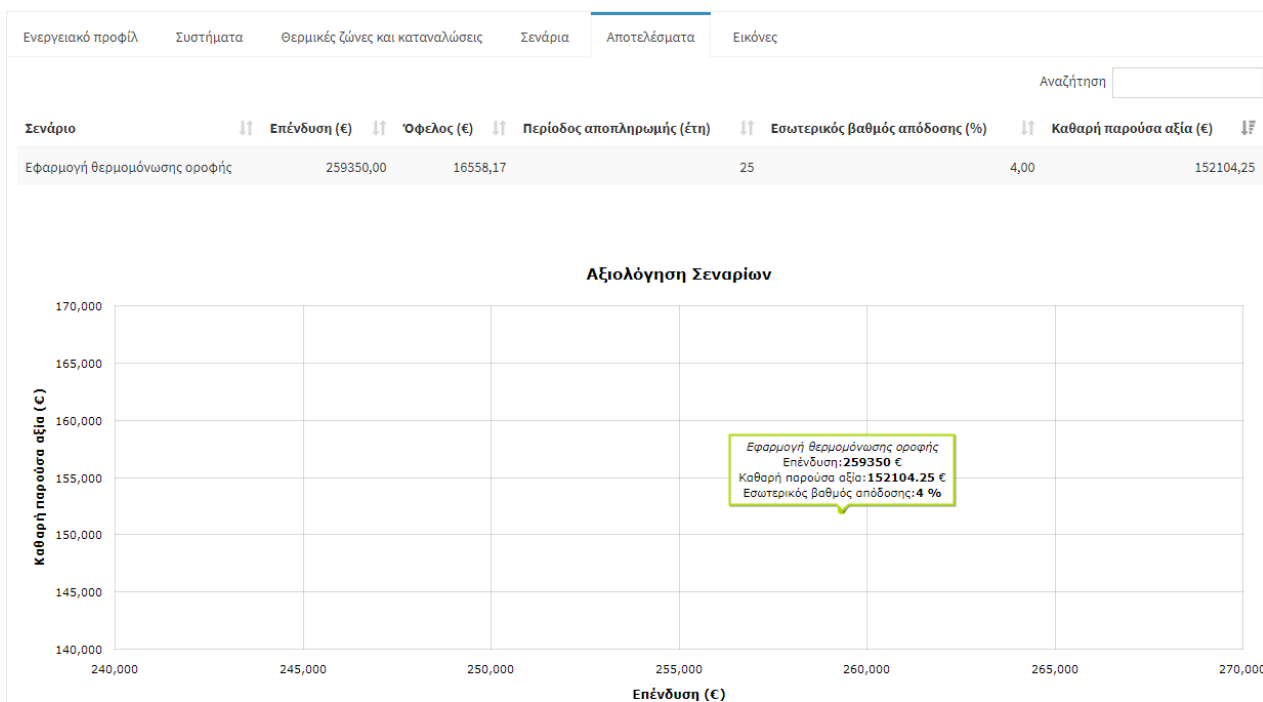 Ενεργειακό προφίλ Συστήματα Θερμικές ζώνες και καταναλώσεις Σενάρια Αποτελέσματα Εικόνες
Αναζήτηση
Σενάριο Επένδυση (€) Όφελος (€) Περίοδος αποπληρωμής (έτη) Εσωτερικός βαθμός απόδοσης (%) Καθαρή παρούσα αξία (€)
Εφαρμογή θερμομόνωσης οροφής 259350,00 16558,17 25 4,00 152104,25
Αξιολόγηση Σεναρίων
170,000
165,000
160,000
155,000
150,000
145,000
140,000
Καθαρή παρούσα αξία (€)
Εφαρμογή θερμομόνωσης οροφής
Επένδυση:259350 €
Καθαρή παρούσα αξία:152104.25 €
Εσωτερικός βαθμός απόδοσης:4 %
240,000 245,000 250,000 255,000 260,000 265,000 270,000
Επένδυση (€)